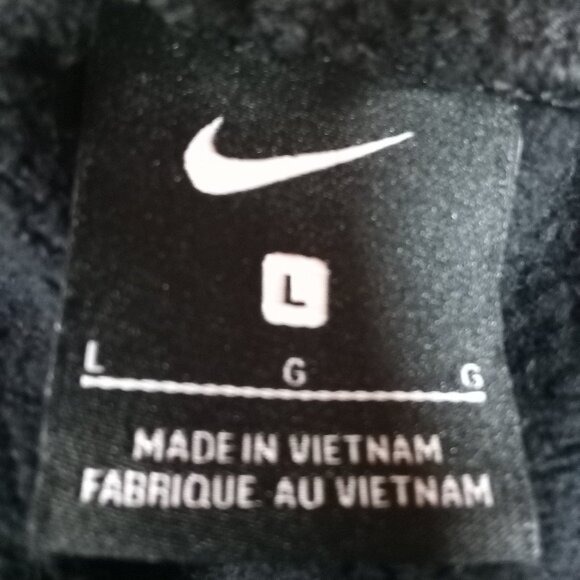 L
L G G
MADE IN VIETNAM
FABRIQUE AU VIETNAM